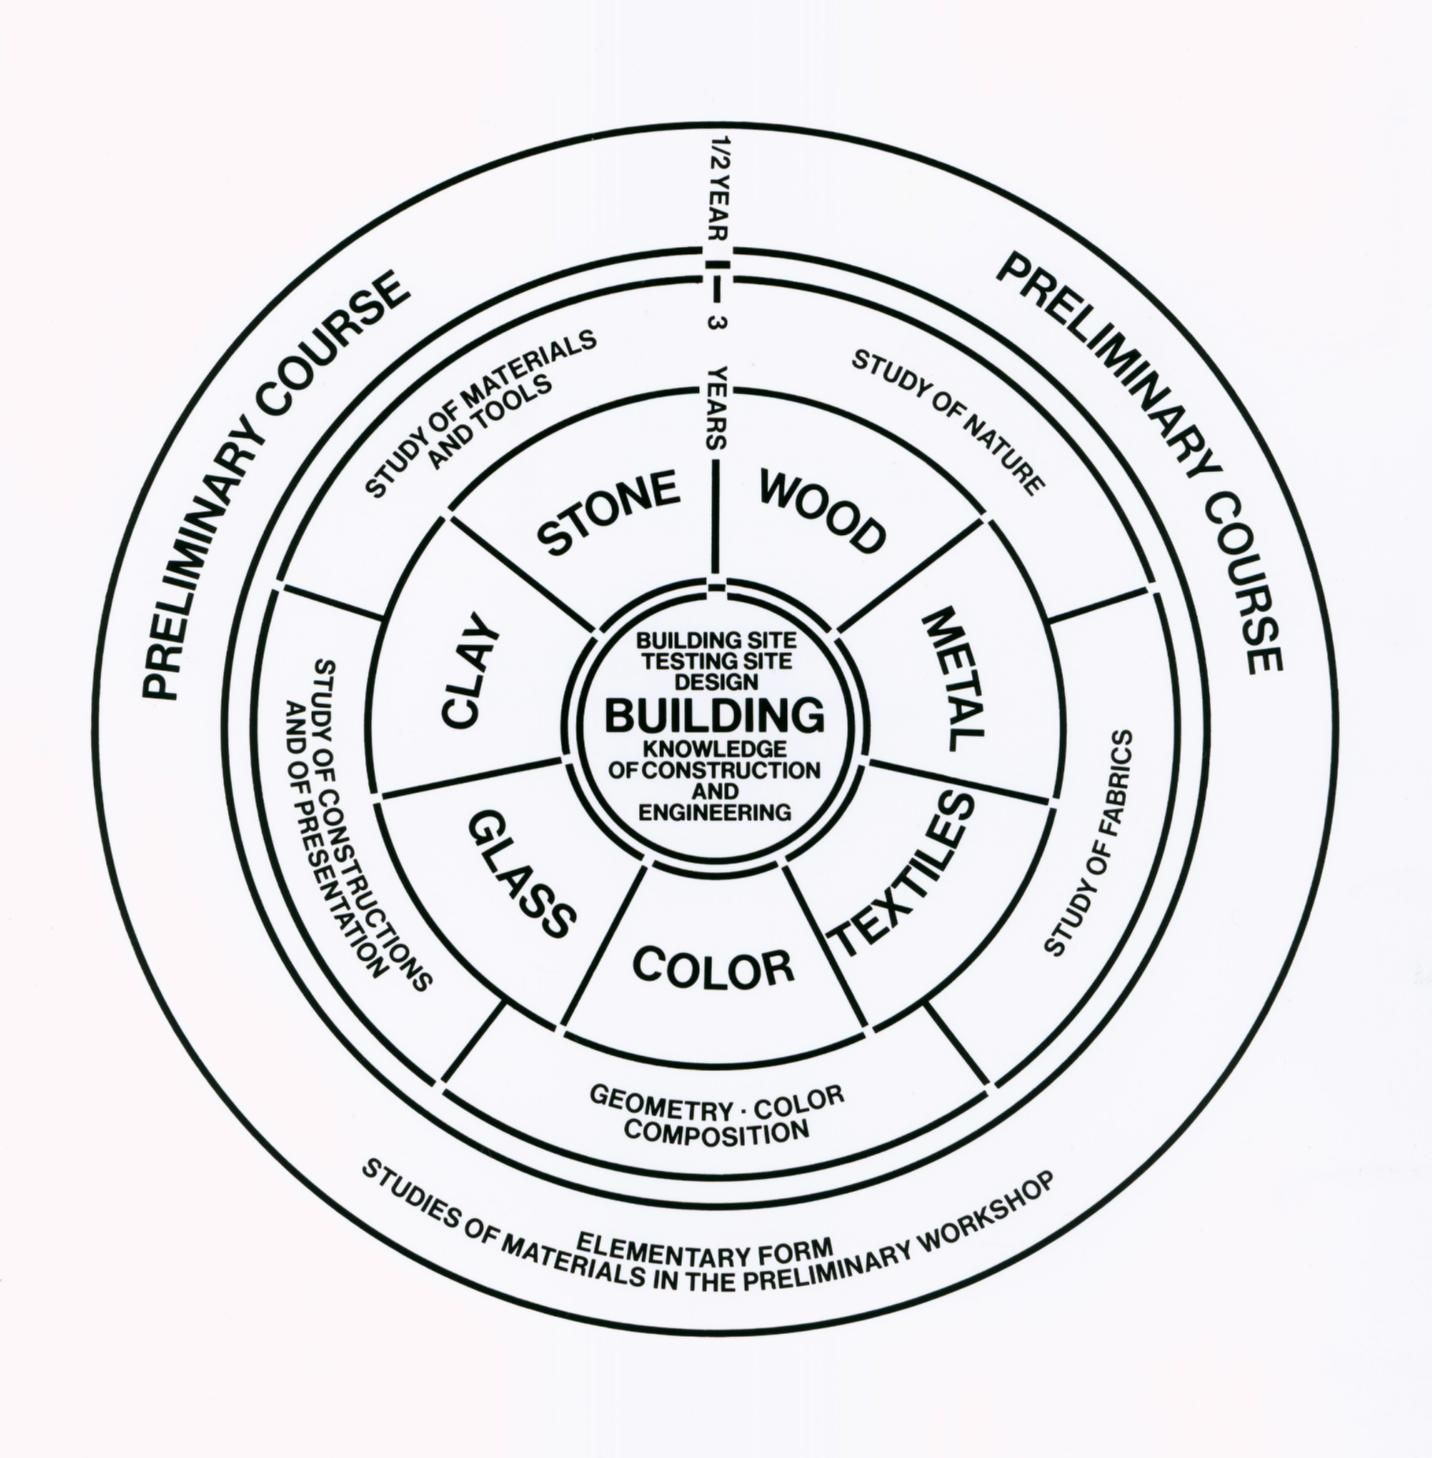 1/2 YEAR
PRELIMINARY COURSE
PRELIMINARY COURSE
3 YEARS
STUDY OF MATERIALS
AND TOOLS
STUDY OF NATURE
STONE
WOOD
CLAY
METAL
BUILDING SITE
TESTING SITE
DESIGN
BUILDING
KNOWLEDGE
OF CONSTRUCTION
AND
ENGINEERING
STUDY OF CONSTRUCTIONS
AND OF PRESENTATION
STUDY OF FABRICS
GLASS
TEXTILES
COLOR
GEOMETRY · COLOR
COMPOSITION
ELEMENTARY FORM
STUDIES OF MATERIALS IN THE PRELIMINARY WORKSHOP